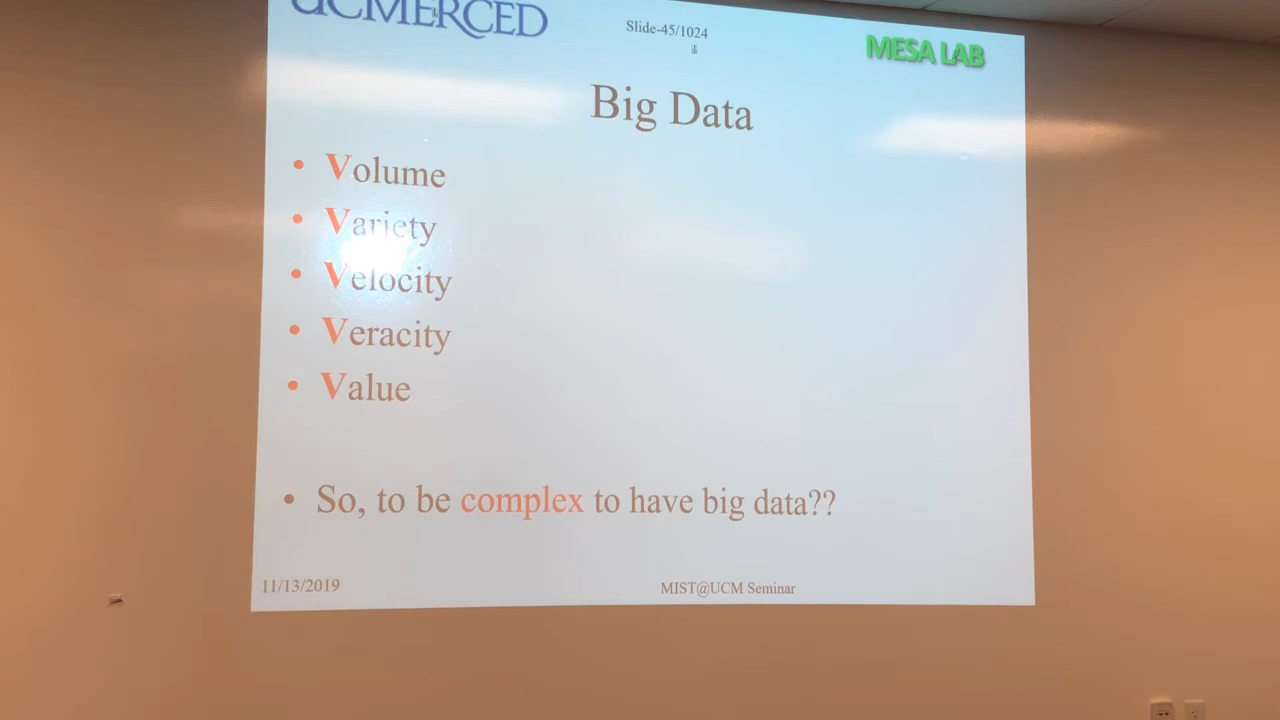 UCMERCED
Slide-45/1024
MESA LAB
Big Data
• Volume
• Variety
• Velocity
• Veracity
• Value
• So, to be complex to have big data??
11/13/2019
MIST@UCM Seminar